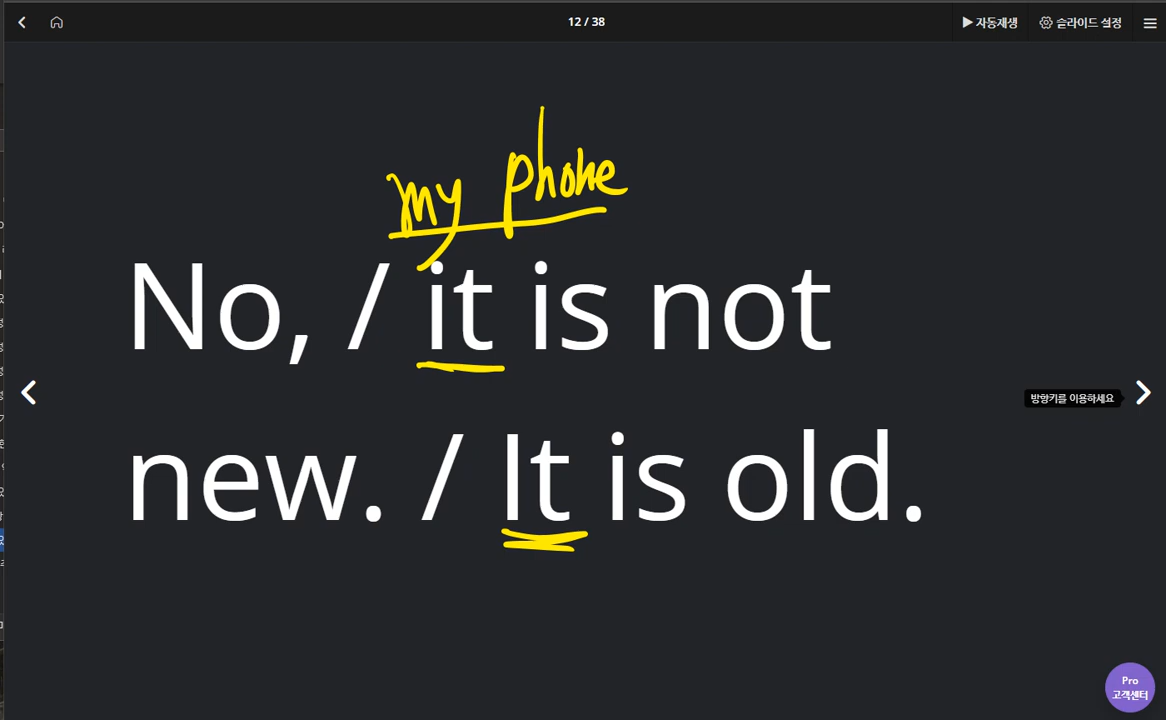 12 / 38
▶ 자동재생
슬라이드 설정
my phone
No, / it is not
방향키를 이용하세요
new. / It is old.
Pro
고객센터